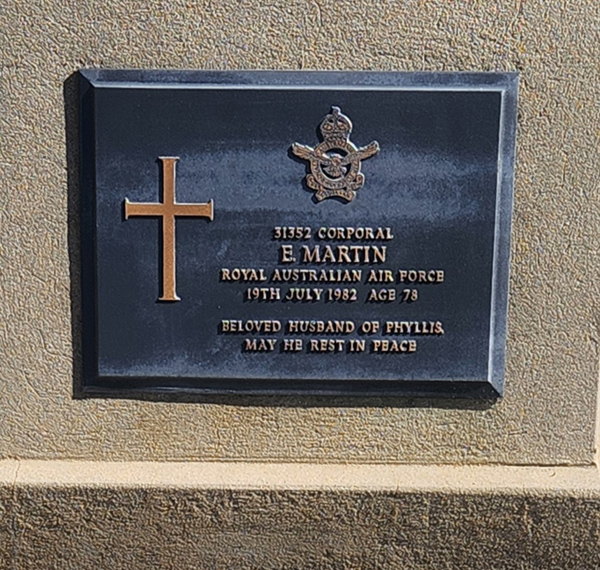 31352 CORPORAL
E. MARTIN
ROYAL AUSTRALIAN AIR FORCE
19TH JULY 1982 AGE 78
BELOVED HUSBAND OF PHYLLIS.
MAY HE REST IN PEACE